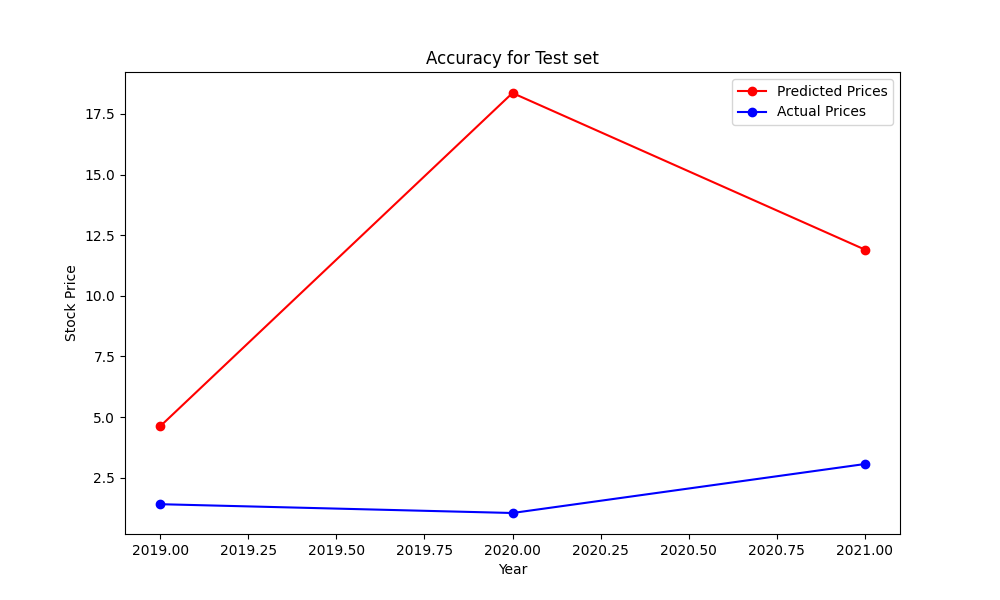 Accuracy for Test set
Predicted Prices
Actual Prices
Stock Price
17.5
15.0
12.5
10.0
7.5
5.0
2.5
2019.00 2019.25 2019.50 2019.75 2020.00 2020.25 2020.50 2020.75 2021.00
Year